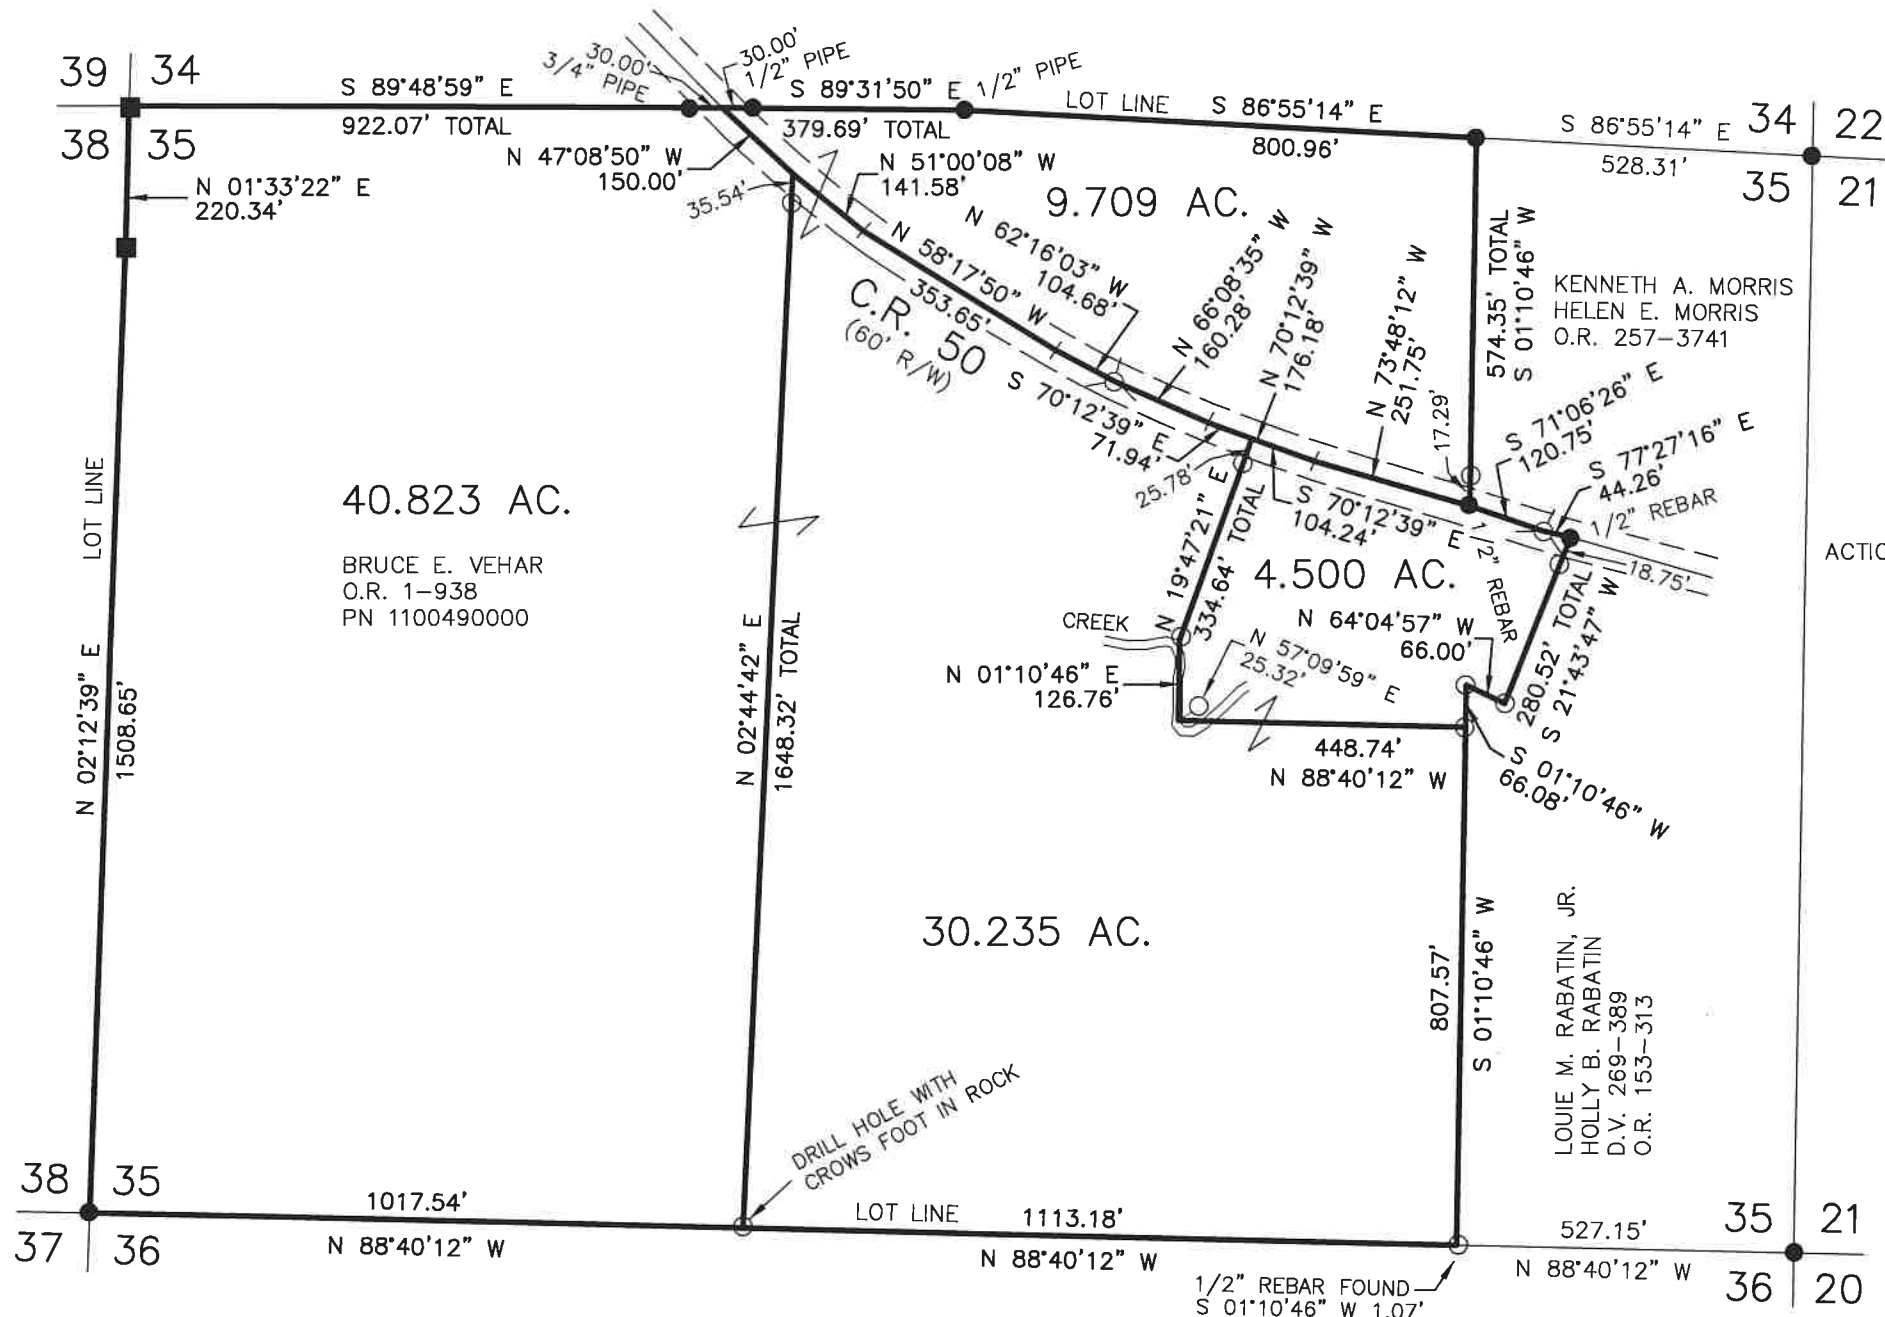 39 34
38 35
S 89°48'59" E
922.07' TOTAL
30.00'
3/4" PIPE
30.00'
1/2" PIPE
S 89°31'50" E
379.69' TOTAL
1/2" PIPE
LOT LINE
S 86°55'14" E
800.96'
S 86°55'14" E
528.31'
34 22
35 21
N 01°33'22" E
220.34'
N 47°08'50" W
150.00'
35.54'
N 51°00'08" W
141.58'
9.709 AC.
N 58°17'50" W
353.65'
N 62°16'03" W
104.68'
N 66°08'35" W
160.28'
N 70°12'39" W
176.18'
N 73°48'12" W
251.75'
C.R. 50
(60' R/W)
574.35' TOTAL
S 01°10'46" W
KENNETH A. MORRIS
HELEN E. MORRIS
O.R. 257-3741
S 70°12'39" E
71.94'
25.78'
17.29'
S 71°06'26" E
120.75'
S 77°27'16" E
44.26'
1/2" REBAR
S 70°12'39" E
104.24'
1/2" REBAR
18.75'
LOT LINE
N 02°12'39" E
1508.65'
40.823 AC.
BRUCE E. VEHAR
O.R. 1-938
PN 1100490000
N 02°44'42" E
1648.32' TOTAL
N 19°47'21" E
334.64' TOTAL
4.500 AC.
N 64°04'57" W
66.00'
CREEK
N 01°10'46" E
126.76'
N 57°09'59" E
25.32'
280.52' TOTAL
S 21°43'47" W
448.74'
N 88°40'12" W
S 01°10'46" W
66.08'
ACTIO
30.235 AC.
807.57'
S 01°10'46" W
LOUIE M. RABATIN, JR.
HOLLY B. RABATIN
D.V. 269-389
O.R. 153-313
DRILL HOLE WITH
CROWS FOOT IN ROCK
38 35
37 36
1017.54'
N 88°40'12" W
LOT LINE
1113.18'
N 88°40'12" W
1/2" REBAR FOUND
S 01°10'46" W 1.07'
527.15'
N 88°40'12" W
35 21
36 20